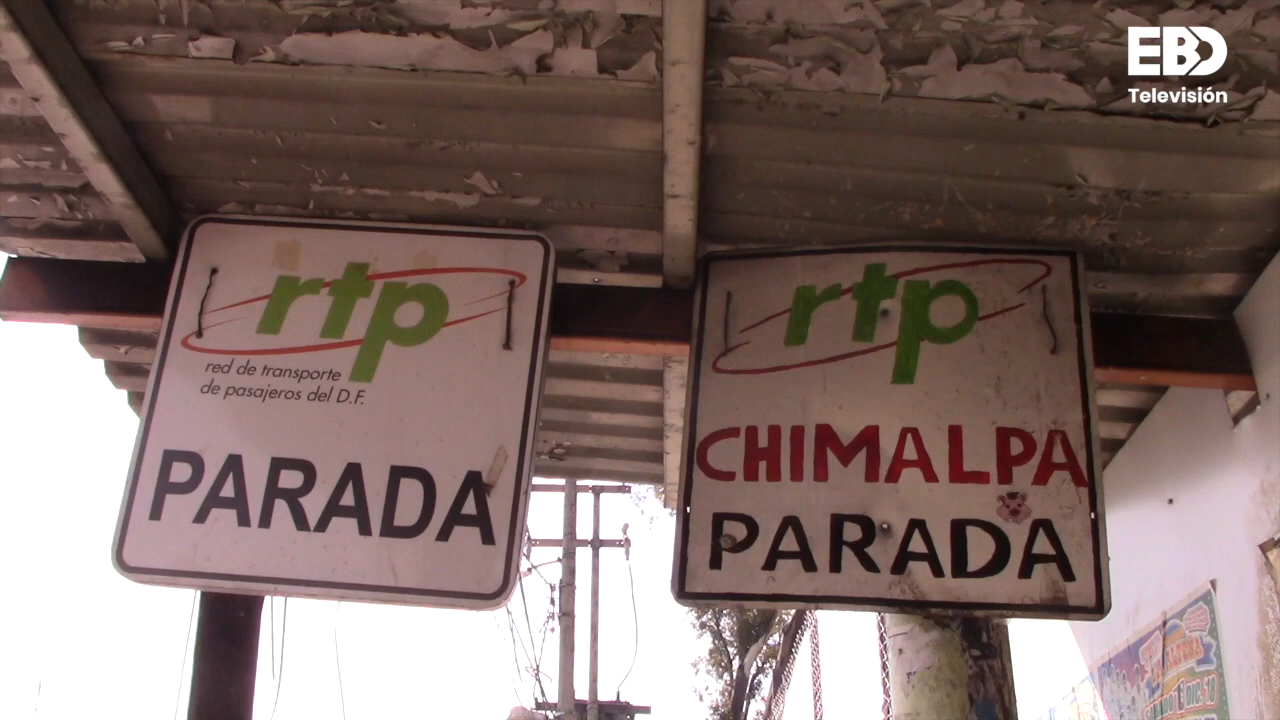 EBD
Televisión
rtp
red de transporte
de pasajeros del D.F.
PARADA
rtp
CHIMALPA
PARADA